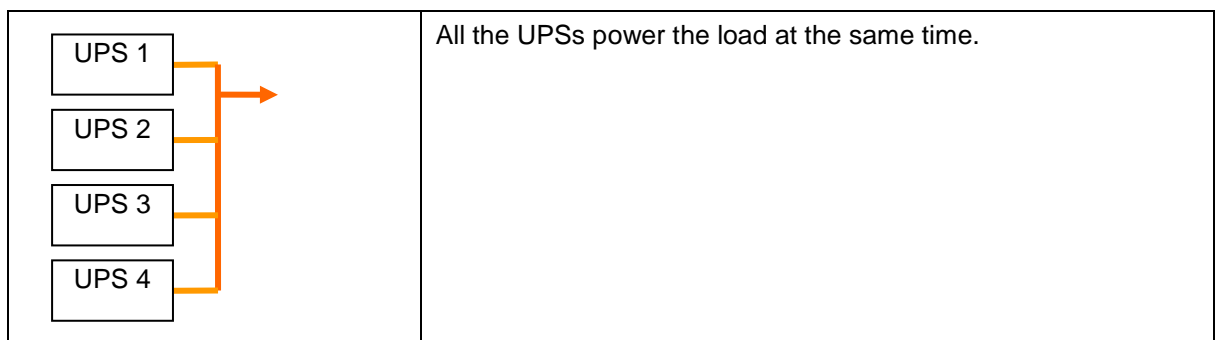 UPS 1
UPS 2
UPS 3
UPS 4
All the UPSs power the load at the same time.